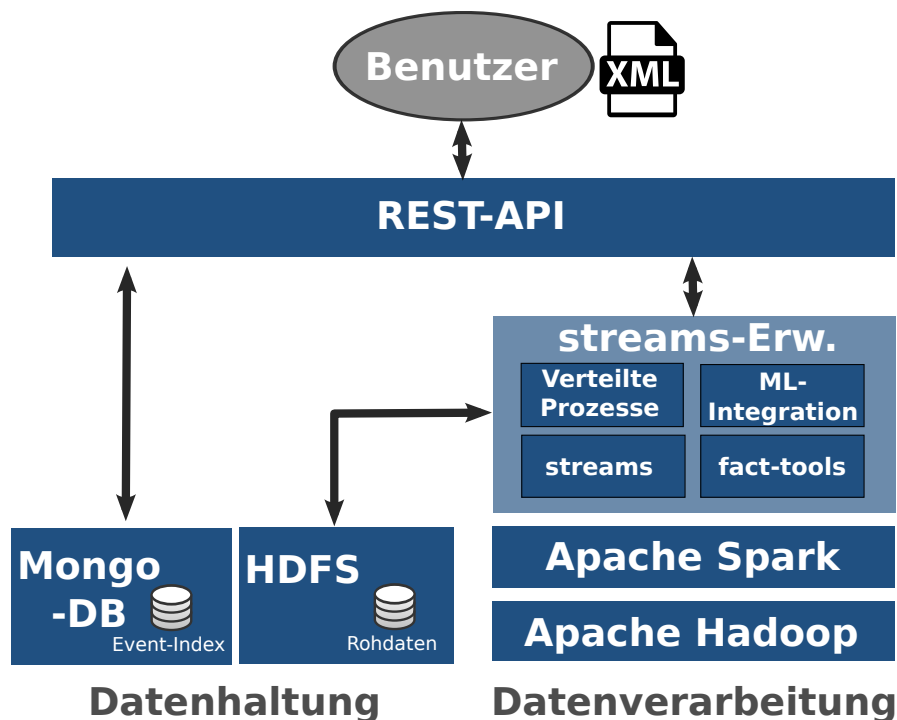 Benutzer
XML
REST-API
streams-Erw.
Verteilte
Prozesse
ML-
Integration
streams
fact-tools
Mongo
-DB
Event-Index
HDFS
Rohdaten
Apache Spark
Apache Hadoop
Datenhaltung
Datenverarbeitung